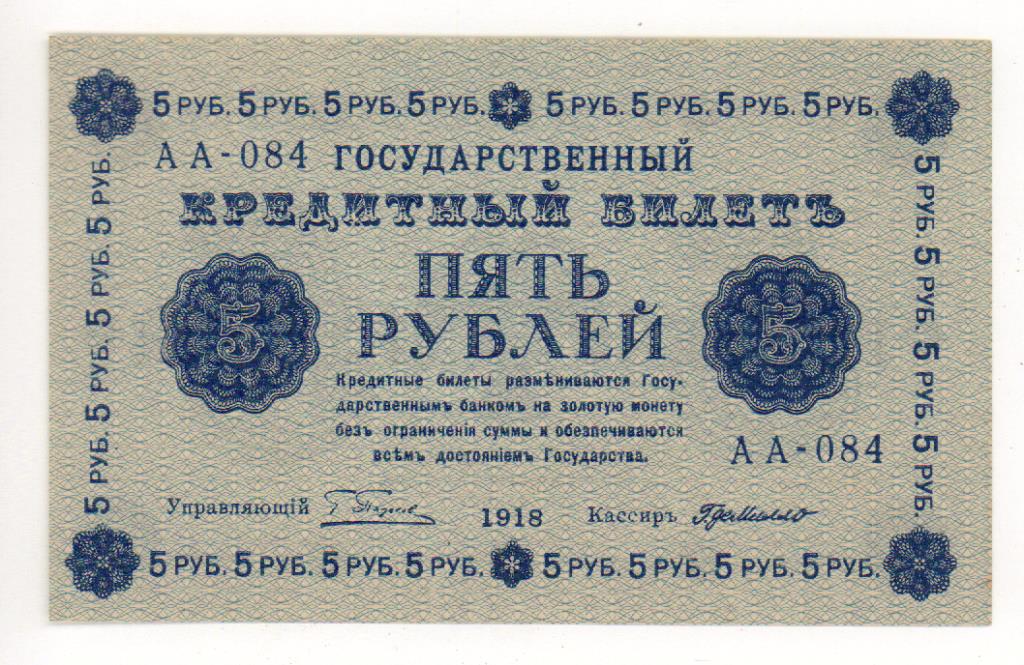 5 РУБ. 5 РУБ. 5 РУБ. 5 РУБ. 5 РУБ. 5 РУБ. 5 РУБ. 5 РУБ.
АА-084 ГОСУДАРСТВЕННЫЙ
КРЕДИТНЫЙ БИЛЕТЪ
ПЯТЬ
РУБЛЕЙ
5
5
Кредитные билеты размѣниваются Госу-
дарственнымъ банкомъ на золотую монету
безъ ограниченія суммы и обезпечиваются
всѣмъ достояніемъ Государства.
АА-084
Управляющій
1918
Кассиръ Г. де Милло
5 РУБ. 5 РУБ. 5 РУБ. 5 РУБ. 5 РУБ. 5 РУБ. 5 РУБ. 5 РУБ.
5 РУБ. 5 РУБ. 5 РУБ. 5 РУБ.
5 РУБ. 5 РУБ. 5 РУБ. 5 РУБ.